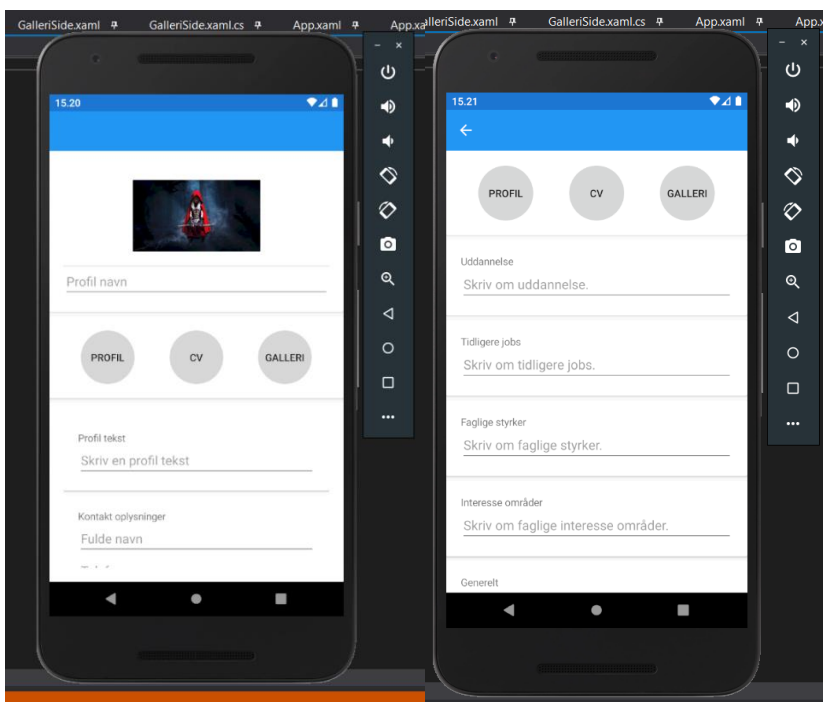 GalleriSide.xaml GalleriSide.xaml.cs App.xaml App.xa
15.20
Profil navn
PROFIL CV GALLERI
Profil tekst
Skriv en profil tekst
Kontakt oplysninger
Fulde navn
alleriSide.xaml GalleriSide.xaml.cs App.xaml App.x
15.21
PROFIL CV GALLERI
Uddannelse
Skriv om uddannelse.
Tidligere jobs
Skriv om tidligere jobs.
Faglige styrker
Skriv om faglige styrker.
Interesse områder
Skriv om faglige interesse områder.
Generelt